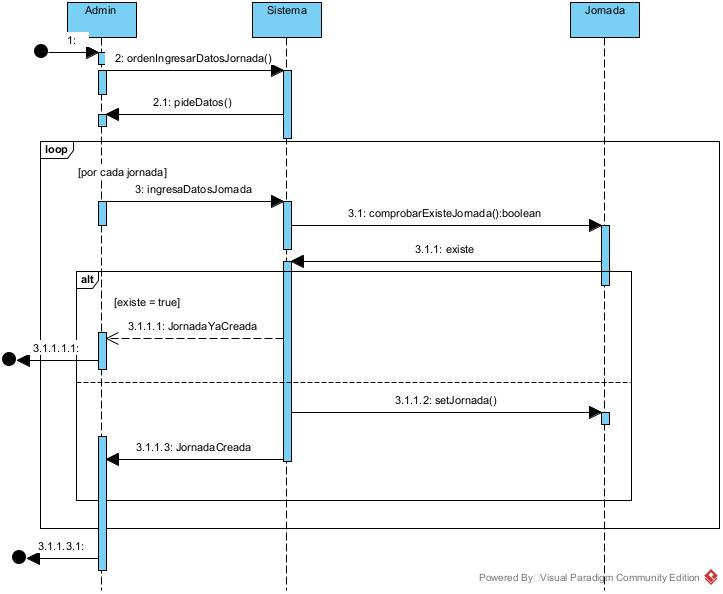 Admin
Sistema
Jornada
1:
2: ordenIngresarDatosJornada()
2.1: pideDatos()
loop
[por cada jornada]
3: ingresaDatosJornada
3.1: comprobarExisteJornada():boolean
3.1.1: existe
alt
[existe = true]
3.1.1.1: JornadaYaCreada
3.1.1.1.1:
3.1.1.2: setJornada()
3.1.1.3: JornadaCreada
3.1.1.3.1:
Powered By Visual Paradigm Community Edition